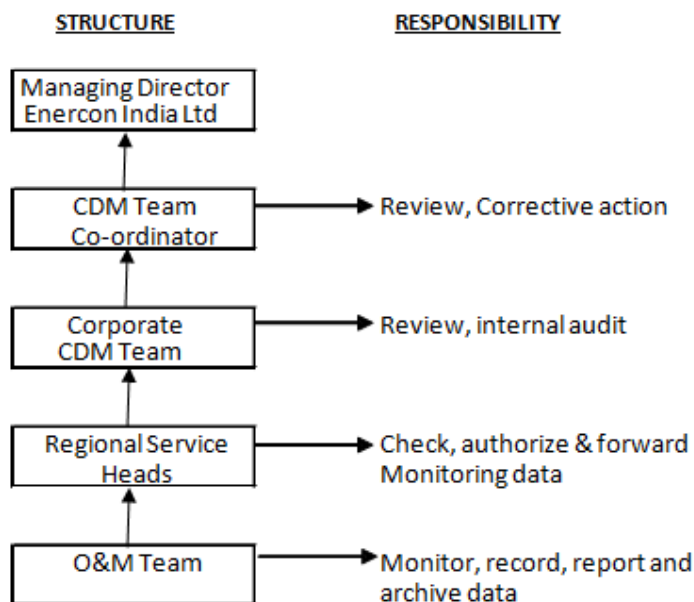 STRUCTURE RESPONSIBILITY
Managing Director
Enercon India Ltd
CDM Team
Co-ordinator
Review, Corrective action
Corporate
CDM Team
Review, internal audit
Regional Service
Heads
Check, authorize & forward
Monitoring data
O&M Team
Monitor, record, report and
archive data